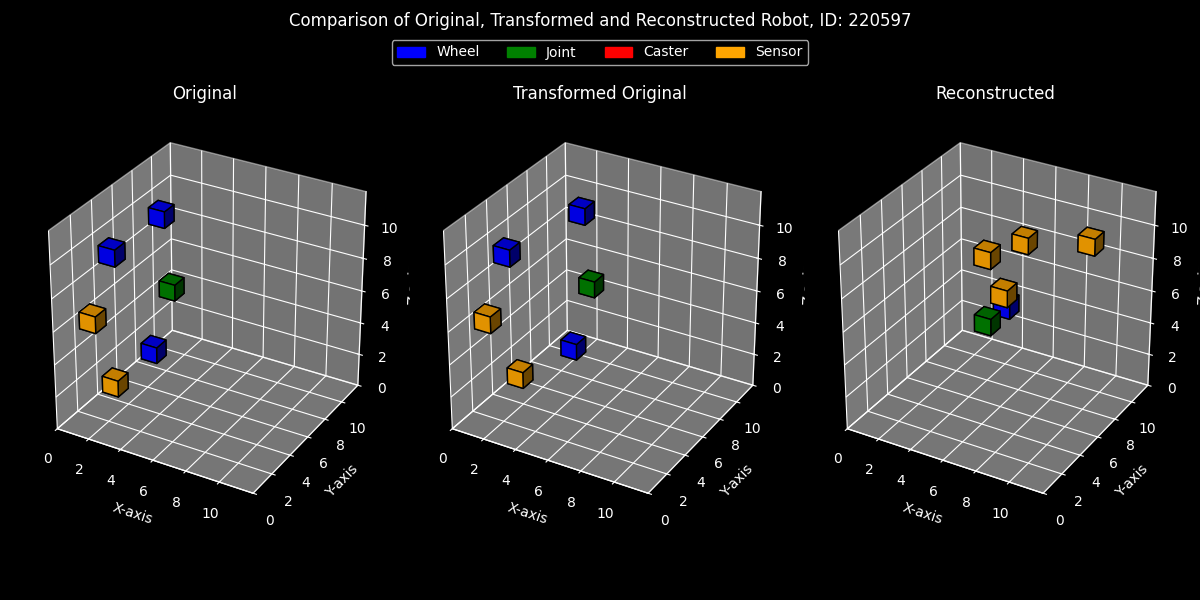 Comparison of Original, Transformed and Reconstructed Robot, ID: 220597
Wheel Joint Caster Sensor
Original Transformed Original Reconstructed
10 10 10
8 8 8
6 6 6
4 4 4
2 2 2
0 0 0
0 2 4 6 8 10
X-axis
0 2 4 6 8 10
Y-axis
0 2 4 6 8 10
X-axis
0 2 4 6 8 10
Y-axis
0 2 4 6 8 10
X-axis
0 2 4 6 8 10
Y-axis